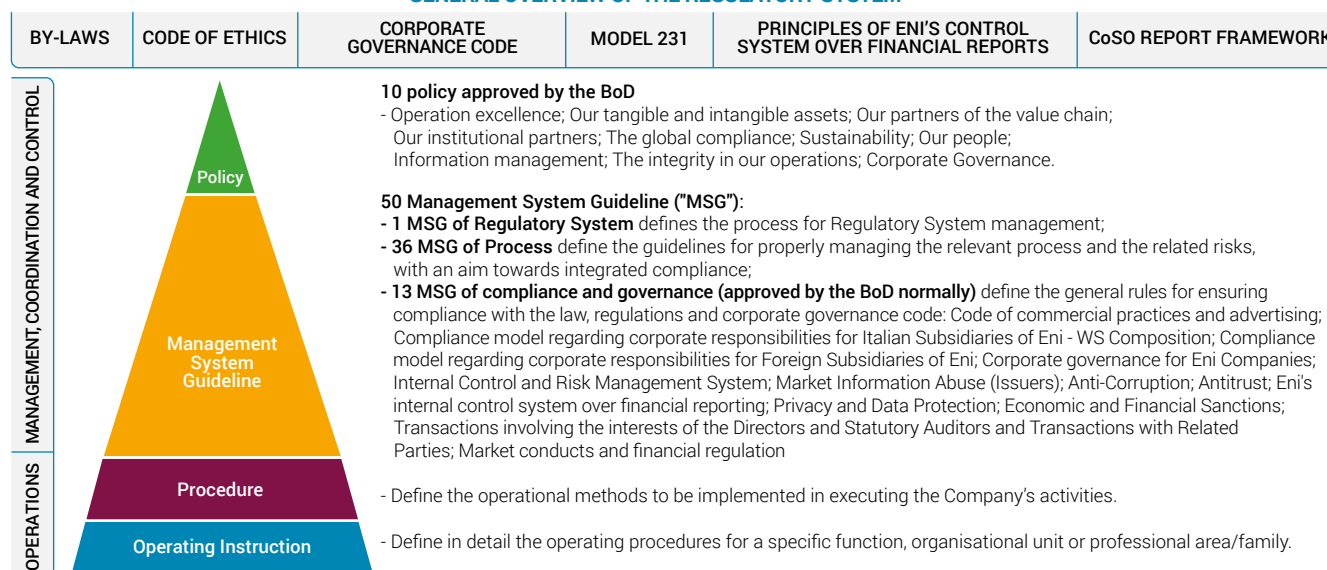 GENERAL OVERVIEW OF THE REGULATORY SYSTEM
BY-LAWS
CODE OF ETHICS
CORPORATE
GOVERNANCE CODE
MODEL 231
PRINCIPLES OF ENI'S CONTROL
SYSTEM OVER FINANCIAL REPORTS
CoSO REPORT FRAMEWORK
MANAGEMENT, COORDINATION AND CONTROL
Policy
10 policy approved by the BoD
- Operation excellence; Our tangible and intangible assets; Our partners of the value chain;
Our institutional partners; The global compliance; Sustainability; Our people;
Information management; The integrity in our operations; Corporate Governance.
Management
System
Guideline
50 Management System Guideline ("MSG"):
- 1 MSG of Regulatory System defines the process for Regulatory System management;
- 36 MSG of Process define the guidelines for properly managing the relevant process and the related risks,
with an aim towards integrated compliance;
- 13 MSG of compliance and governance (approved by the BoD normally) define the general rules for ensuring
compliance with the law, regulations and corporate governance code: Code of commercial practices and advertising;
Compliance model regarding corporate responsibilities for Italian Subsidiaries of Eni - WS Composition; Compliance
model regarding corporate responsibilities for Foreign Subsidiaries of Eni; Corporate governance for Eni Companies;
Internal Control and Risk Management System; Market Information Abuse (Issuers); Anti-Corruption; Antitrust; Eni's
internal control system over financial reporting; Privacy and Data Protection; Economic and Financial Sanctions;
Transactions involving the interests of the Directors and Statutory Auditors and Transactions with Related
Parties; Market conducts and financial regulation
OPERATIONS
Procedure
- Define the operational methods to be implemented in executing the Company's activities.
Operating Instruction
- Define in detail the operating procedures for a specific function, organisational unit or professional area/family.